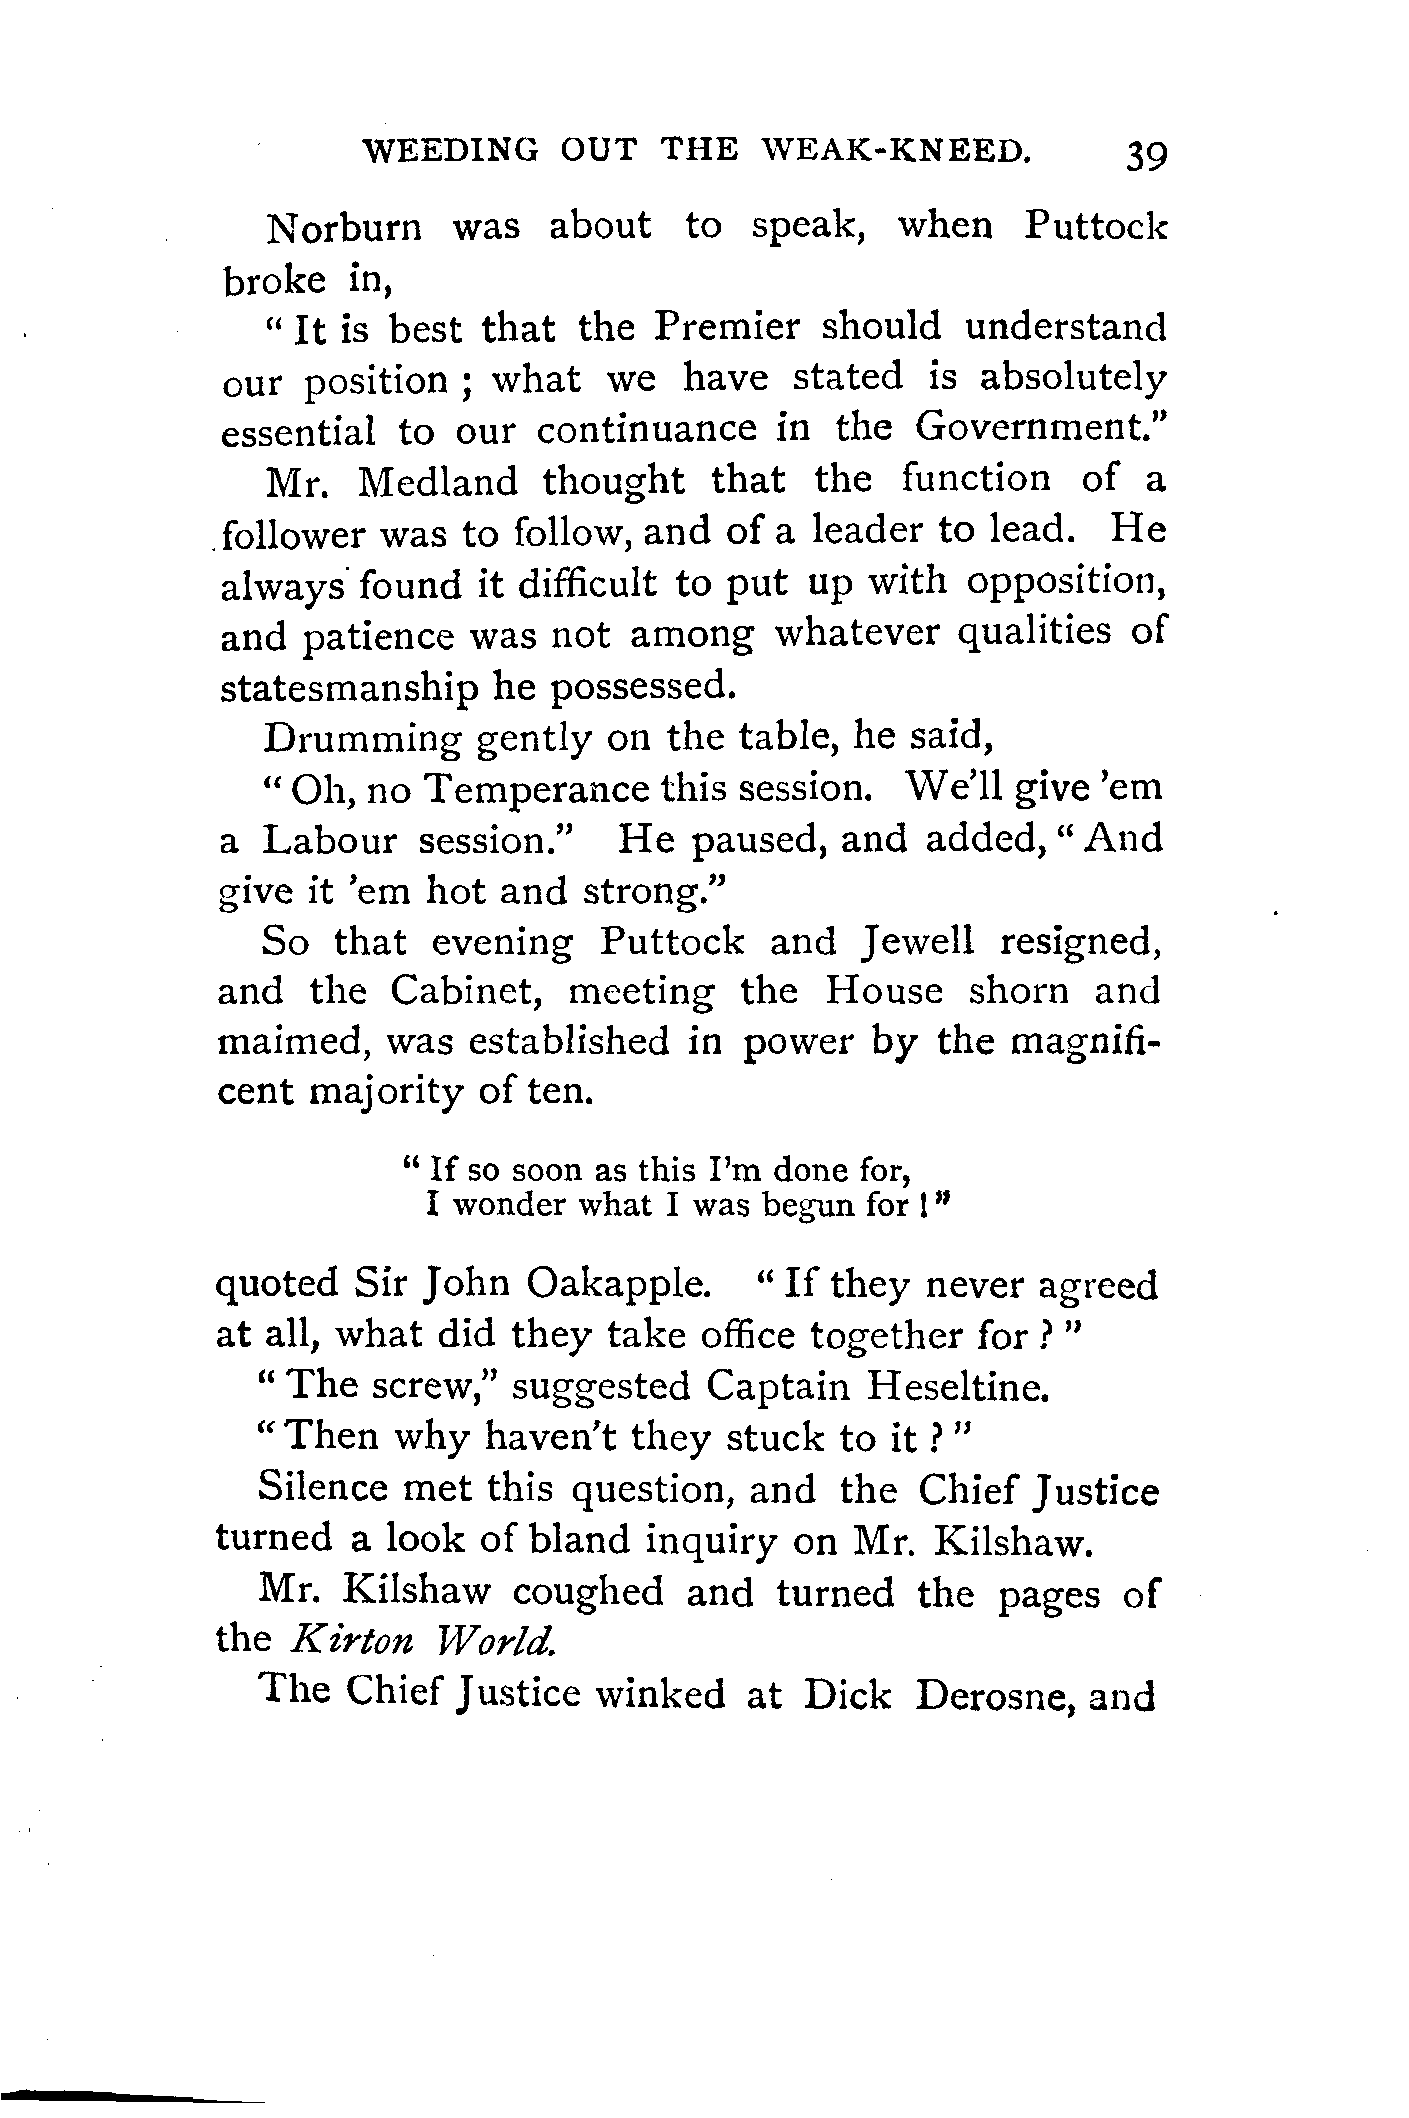 WEEDING OUT THE WEAK-KNEED. 39
Norburn was about to speak, when Puttock
broke in,
“ It is best that the Premier should understand
our position ; what we have stated is absolutely
essential to our continuance in the Government.”
Mr. Medland thought that the function of a
follower was to follow, and of a leader to lead. He
always found it difficult to put up with opposition,
and patience was not among whatever qualities of
statesmanship he possessed.
Drumming gently on the table, he said,
“ Oh, no Temperance this session. We’ll give ’em
a Labour session.” He paused, and added, “ And
give it ’em hot and strong.”
So that evening Puttock and Jewell resigned,
and the Cabinet, meeting the House shorn and
maimed, was established in power by the magnifi-
cent majority of ten.
“ If so soon as this I’m done for,
I wonder what I was begun for ! ”
quoted Sir John Oakapple. “ If they never agreed
at all, what did they take office together for ? ”
“ The screw,” suggested Captain Heseltine.
“ Then why haven’t they stuck to it ? ”
Silence met this question, and the Chief Justice
turned a look of bland inquiry on Mr. Kilshaw.
Mr. Kilshaw coughed and turned the pages of
the Kirton World.
The Chief Justice winked at Dick Derosne, and